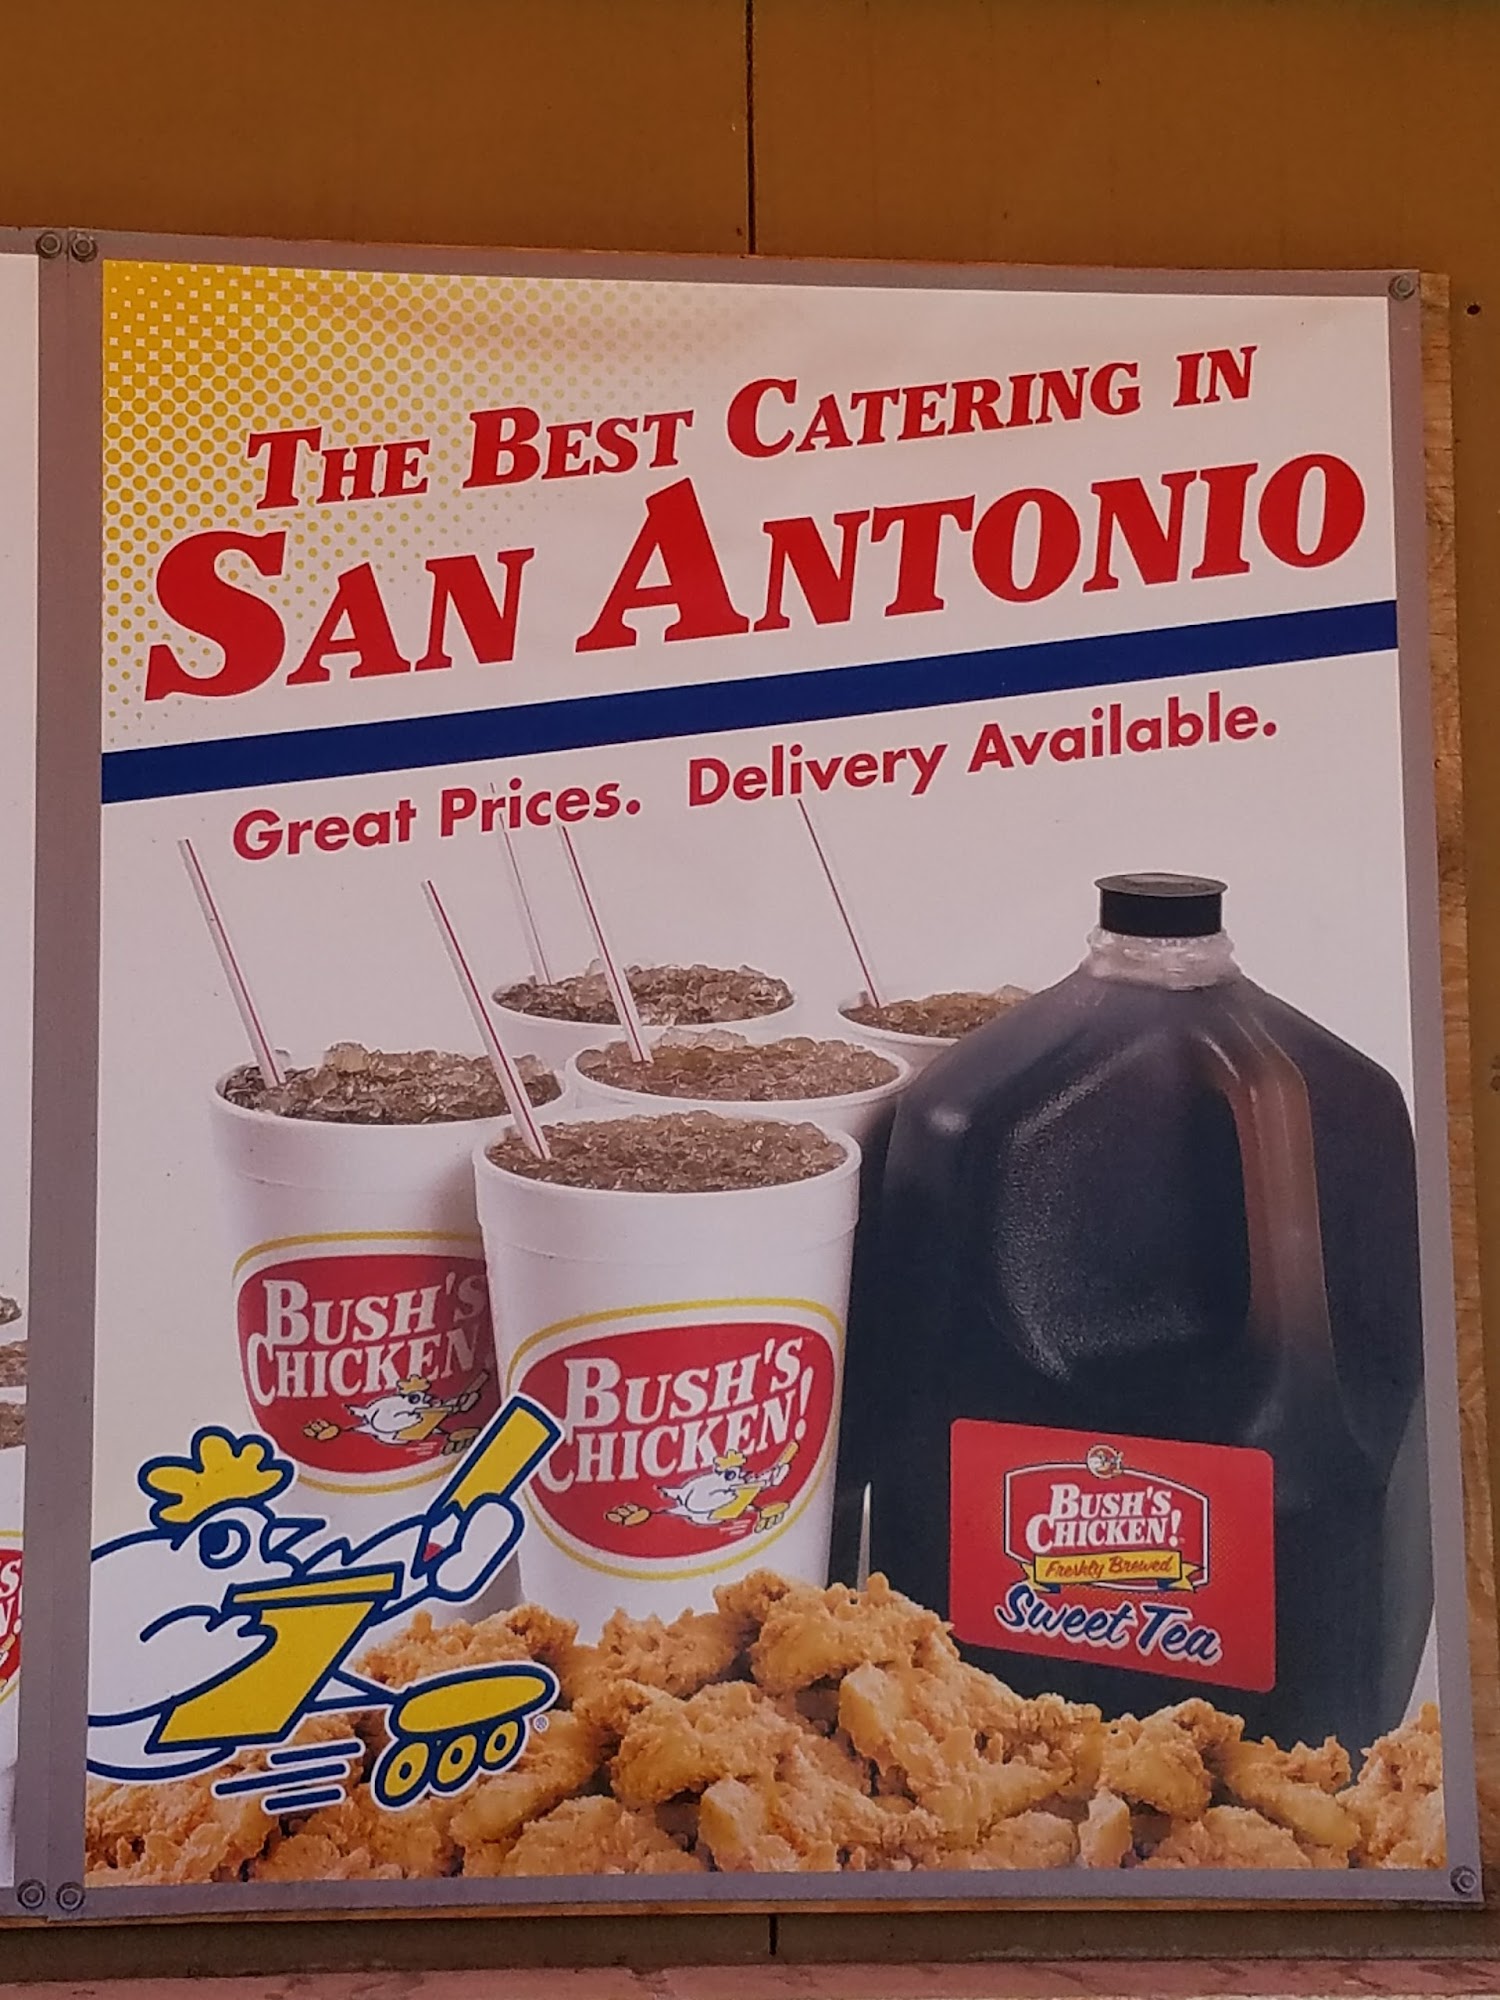 The Best Catering in
San Antonio
Great Prices. Delivery Available.
Bush's
Chicken
Bush's
Chicken!
Bush's
Chicken!
Freshly Brewed
Sweet Tea
®